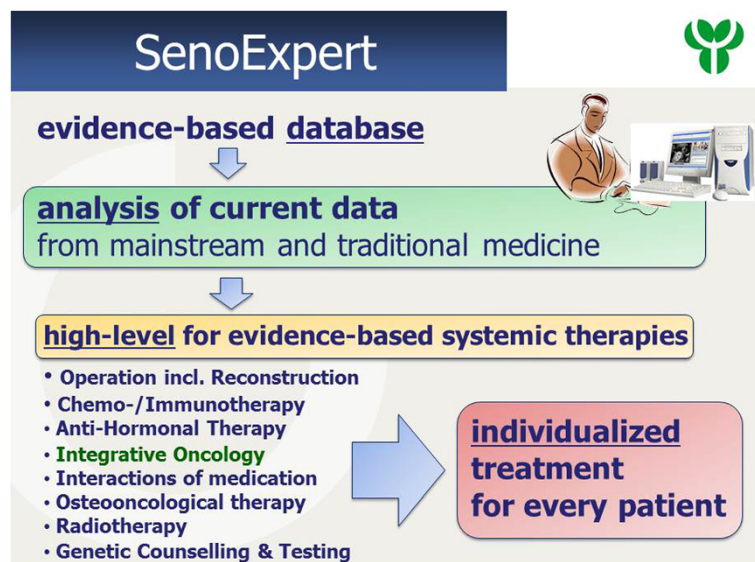 SenoExpert
evidence-based database
analysis of current data
from mainstream and traditional medicine
high-level for evidence-based systemic therapies
• Operation incl. Reconstruction
• Chemo-/Immunotherapy
• Anti-Hormonal Therapy
• Integrative Oncology
• Interactions of medication
• Osteooncological therapy
• Radiotherapy
• Genetic Counselling & Testing
individualized
treatment
for every patient